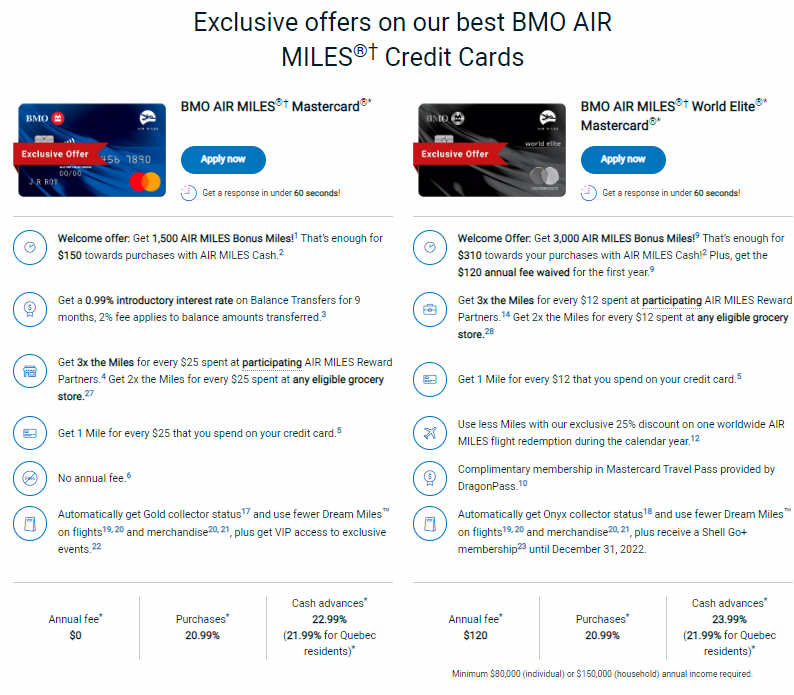 Exclusive offers on our best BMO AIR
MILES®† Credit Cards
BMO
AIR MILES
Exclusive Offer
456 7890
00/00
J R ROY
BMO AIR MILES®† Mastercard®*
Apply now
Get a response in under 60 seconds!
Welcome offer: Get 1,500 AIR MILES Bonus Miles!1 That's enough for
$150 towards purchases with AIR MILES Cash.2
Get a 0.99% introductory interest rate on Balance Transfers for 9
months, 2% fee applies to balance amounts transferred.3
Get 3x the Miles for every $25 spent at participating AIR MILES Reward
Partners.4 Get 2x the Miles for every $25 spent at any eligible grocery
store.27
Get 1 Mile for every $25 that you spend on your credit card.5
No annual fee.6
Automatically get Gold collector status17 and use fewer Dream Miles™
on flights19, 20 and merchandise20, 21, plus get VIP access to exclusive
events.22
Annual fee*
$0
Purchases*
20.99%
Cash advances*
22.99%
(21.99% for Quebec
residents)*
BMO
AIR MILES
world elite
Exclusive Offer
mastercard
BMO AIR MILES®† World Elite®*
Mastercard®*
Apply now
Get a response in under 60 seconds!
Welcome Offer: Get 3,000 AIR MILES Bonus Miles!9 That's enough for
$310 towards your purchases with AIR MILES Cash!2 Plus, get the
$120 annual fee waived for the first year.9
Get 3x the Miles for every $12 spent at participating AIR MILES Reward
Partners.14 Get 2x the Miles for every $12 spent at any eligible grocery
store.28
Get 1 Mile for every $12 that you spend on your credit card.5
Use less Miles with our exclusive 25% discount on one worldwide AIR
MILES flight redemption during the calendar year.12
Complimentary membership in Mastercard Travel Pass provided by
DragonPass.10
Automatically get Onyx collector status18 and use fewer Dream Miles™
on flights19, 20 and merchandise20, 21, plus receive a Shell Go+
membership23 until December 31, 2022.
Annual fee*
$120
Purchases*
20.99%
Cash advances*
23.99%
(21.99% for Quebec
residents)*
Minimum $80,000 (individual) or $150,000 (household) annual income required.